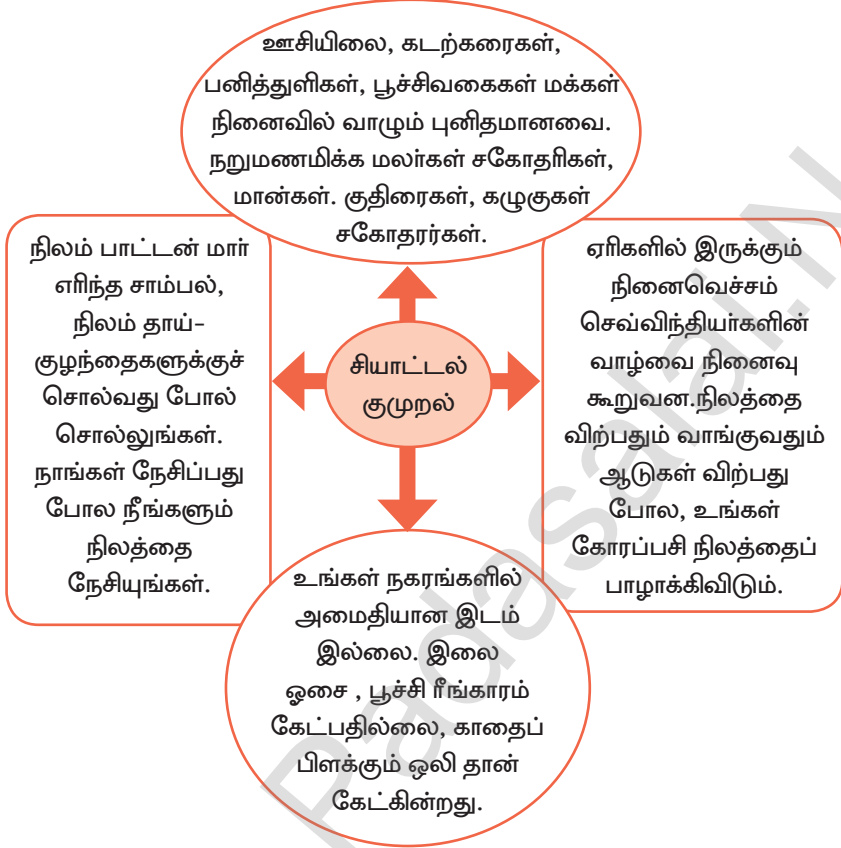 ஊசியிலை, கடற்கரைகள்,
பனித்துளிகள், பூச்சிவகைகள் மக்கள்
நினைவில் வாழும் புனிதமானவை.
நறுமணமிக்க மலர்கள் சகோதரிகள்,
மான்கள். குதிரைகள், கழுகுகள்
சகோதரர்கள்.
நிலம் பாட்டன் மார்
எரிந்த சாம்பல்,
நிலம் தாய்-
குழந்தைகளுக்குச்
சொல்வது போல்
சொல்லுங்கள்.
நாங்கள் நேசிப்பது
போல நீங்களும்
நிலத்தை
நேசியுங்கள்.
சியாட்டல்
குமுறல்
ஏரிகளில் இருக்கும்
நினைவெச்சம்
செவ்விந்தியர்களின்
வாழ்வை நினைவு
கூறுவன.நிலத்தை
விற்பதும் வாங்குவதும்
ஆடுகள் விற்பது
போல, உங்கள்
கோரப்பசி நிலத்தைப்
பாழாக்கிவிடும்.
உங்கள் நகரங்களில்
அமைதியான இடம்
இல்லை. இலை
ஓசை , பூச்சி ரீங்காரம்
கேட்பதில்லை, காதைப்
பிளக்கும் ஒலி தான்
கேட்கின்றது.
Padasalai.N